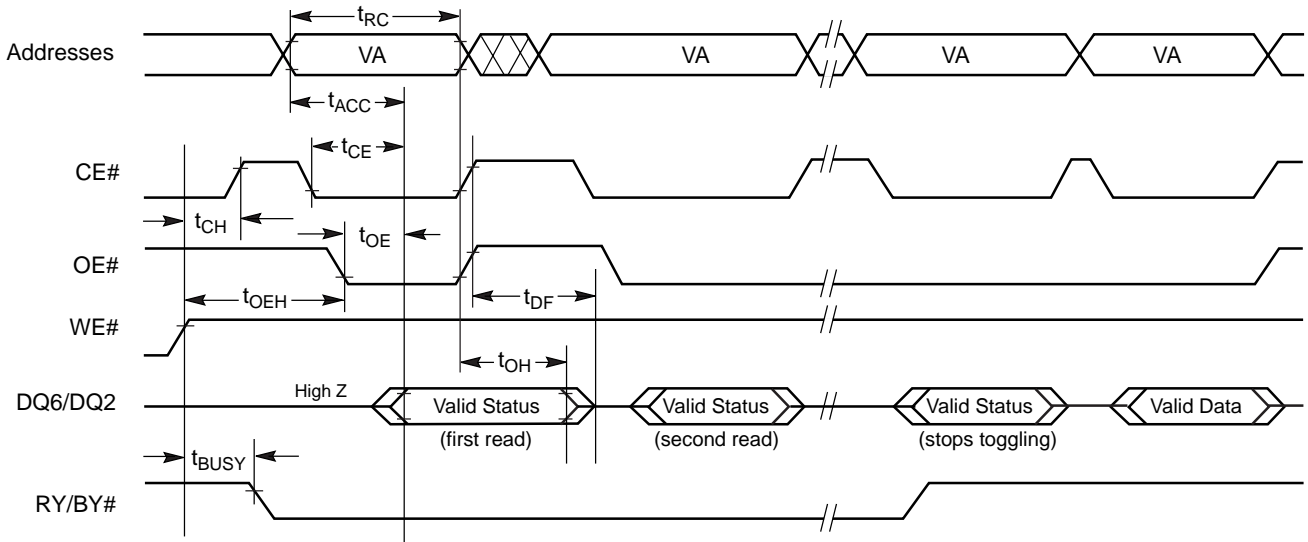 tRC
Addresses VA VA VA VA
tACC
tCE
CE#
tCH tOE
OE#
tOEH tDF
WE#
tOH
High Z
DQ6/DQ2 Valid Status Valid Status Valid Status Valid Data
(first read) (second read) (stops toggling)
tBUSY
RY/BY#